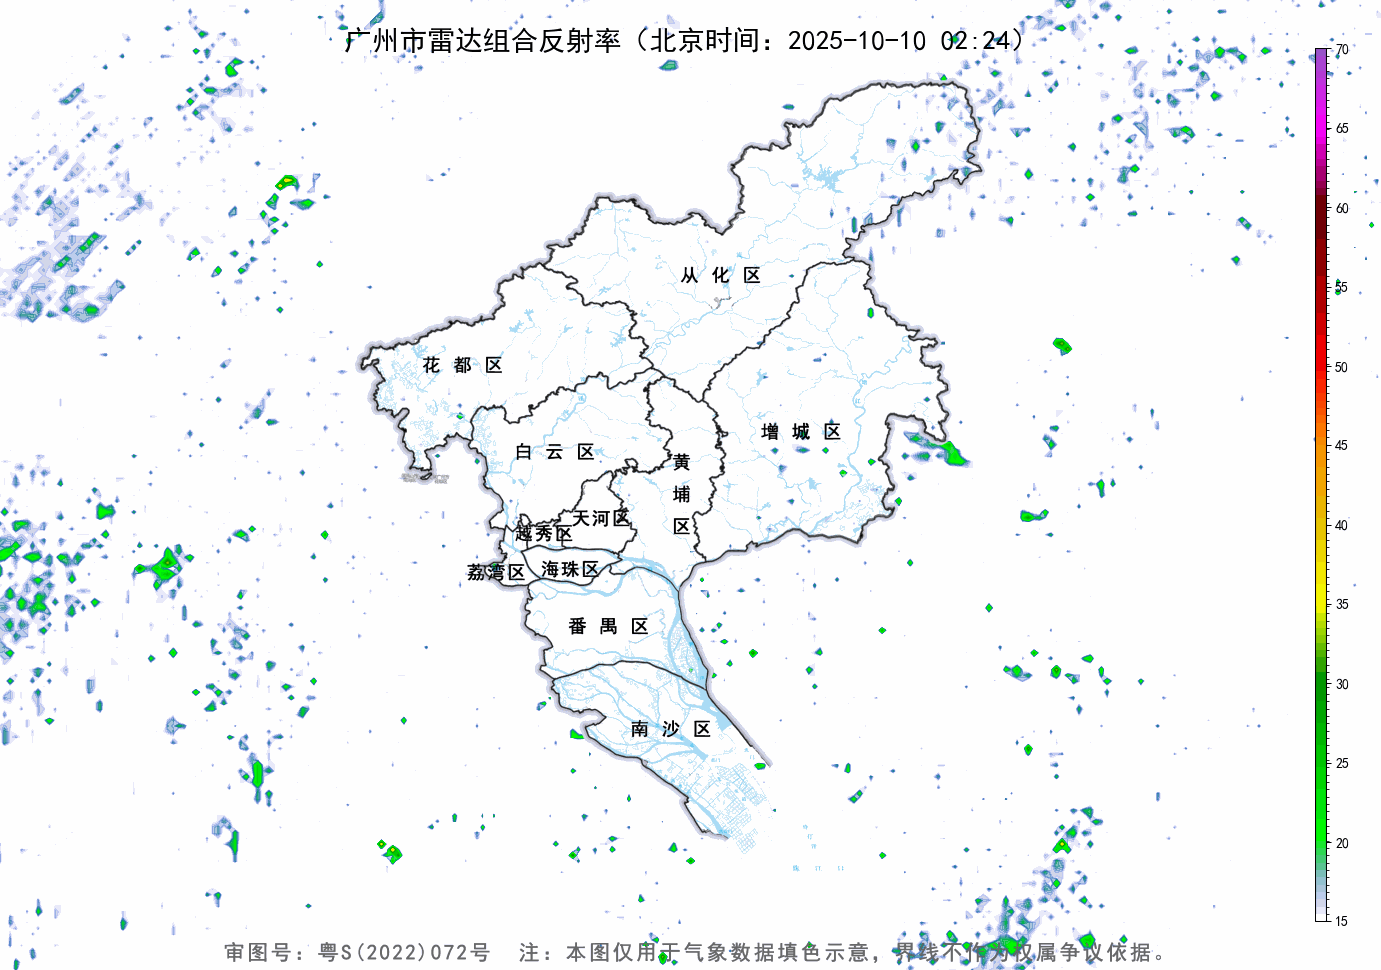 广州市雷达组合反射率（北京时间：2025-10-10 02:24）
70
65
60
55
50
45
40
35
30
25
20
15
从化区
花都区
增城区
白云区
黄埔区
天河区
越秀区
荔湾区
海珠区
番禺区
南沙区
审图号：粤S(2022)072号 注：本图仅用于气象数据填色示意，界线不作为权属争议依据。